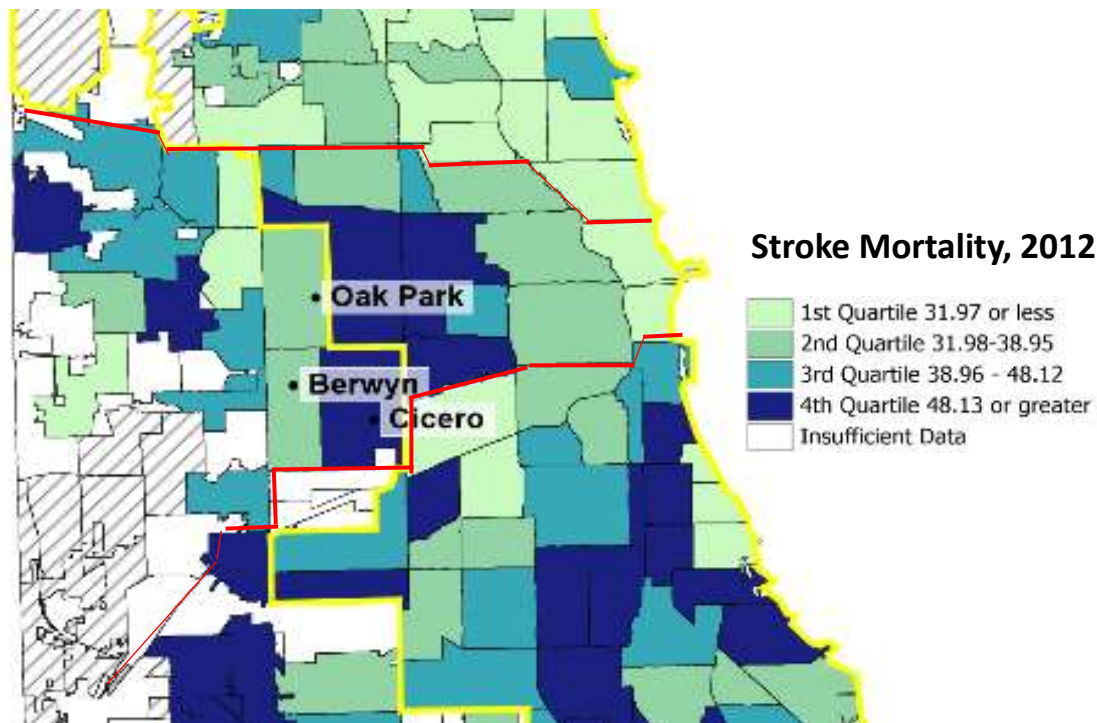 Stroke Mortality, 2012
1st Quartile 31.97 or less
2nd Quartile 31.98-38.95
3rd Quartile 38.96 - 48.12
4th Quartile 48.13 or greater
Insufficient Data
Oak Park
Berwyn
Cicero